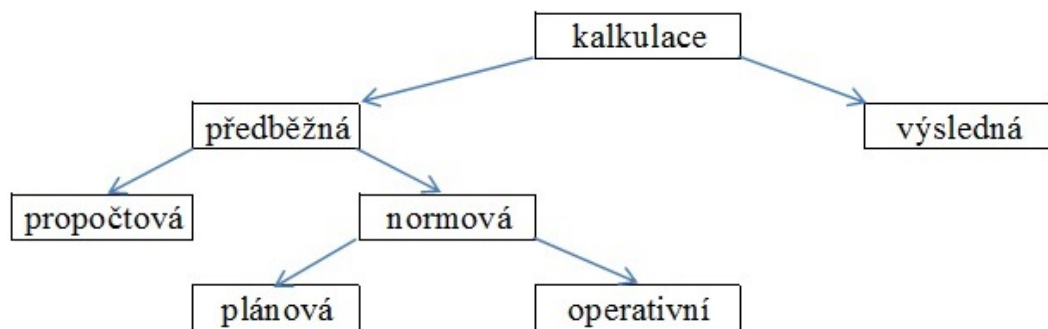 kalkulace
předběžná
výsledná
propočtová
normová
plánová
operativní